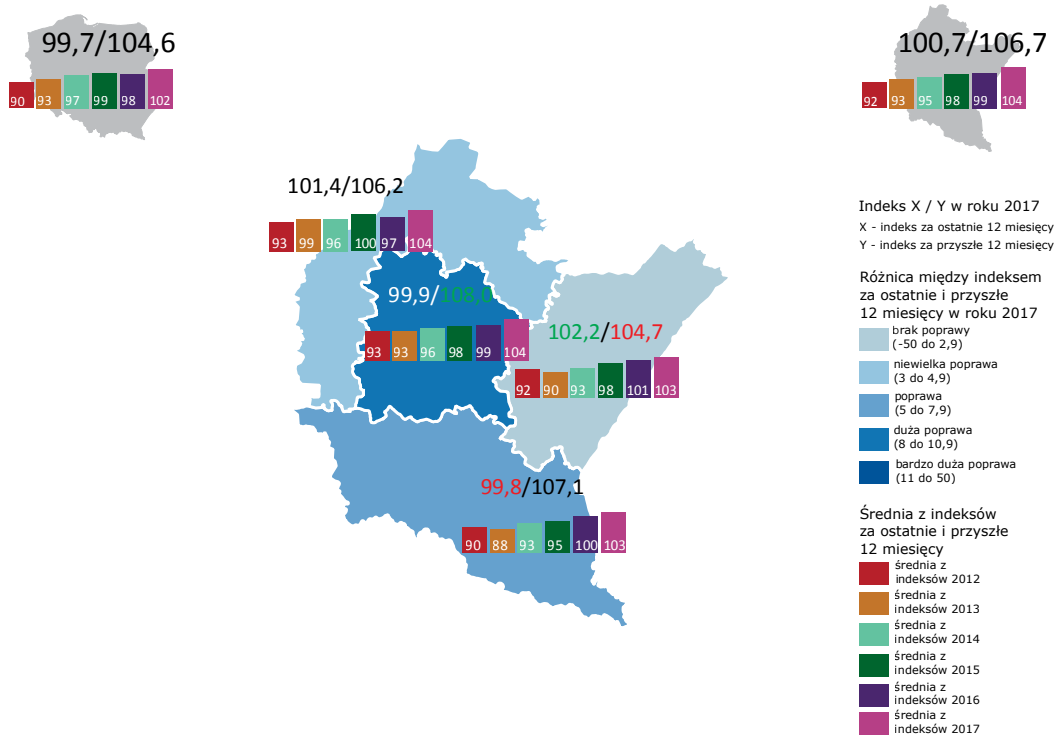 99,7/104,6
90 93 97 99 98 102
100,7/106,7
92 93 95 98 99 104
101,4/106,2
93 99 96 100 97 104
99,9/108,0
93 93 96 98 99 104
102,2/104,7
92 90 93 98 101 103
99,8/107,1
90 88 93 95 100 103
Indeks X / Y w roku 2017
X - indeks za ostatnie 12 miesięcy
Y - indeks za przyszłe 12 miesięcy
Różnica między indeksem
za ostatnie i przyszłe
12 miesięcy w roku 2017
brak poprawy
(-50 do 2,9)
niewielka poprawa
(3 do 4,9)
poprawa
(5 do 7,9)
duża poprawa
(8 do 10,9)
bardzo duża poprawa
(11 do 50)
Średnia z indeksów
za ostatnie i przyszłe
12 miesięcy
średnia z
indeksów 2012
średnia z
indeksów 2013
średnia z
indeksów 2014
średnia z
indeksów 2015
średnia z
indeksów 2016
średnia z
indeksów 2017